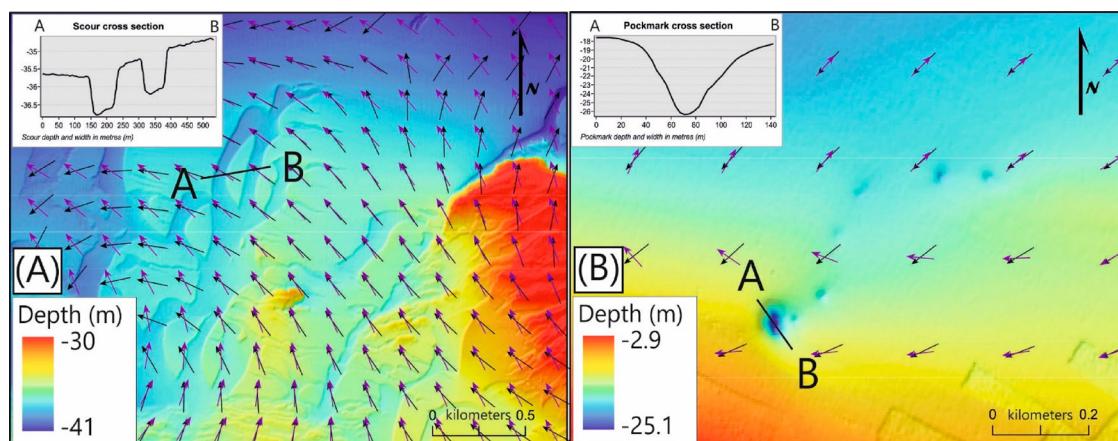 A B
Scour cross section
-35
-35.5
-36
-36.5
0 50 100 150 200 250 300 350 400 450 500
Scour depth and width in metres (m)
N
A
B
(A)
Depth (m)
-30
-41
0 kilometers 0.5
A B
Pockmark cross section
-18
-19
-20
-21
-22
-23
-24
-25
-26
0 20 40 60 80 100 120 140
Pockmark depth and width in metres (m)
N
A
B
(B)
Depth (m)
-2.9
-25.1
0 kilometers 0.2